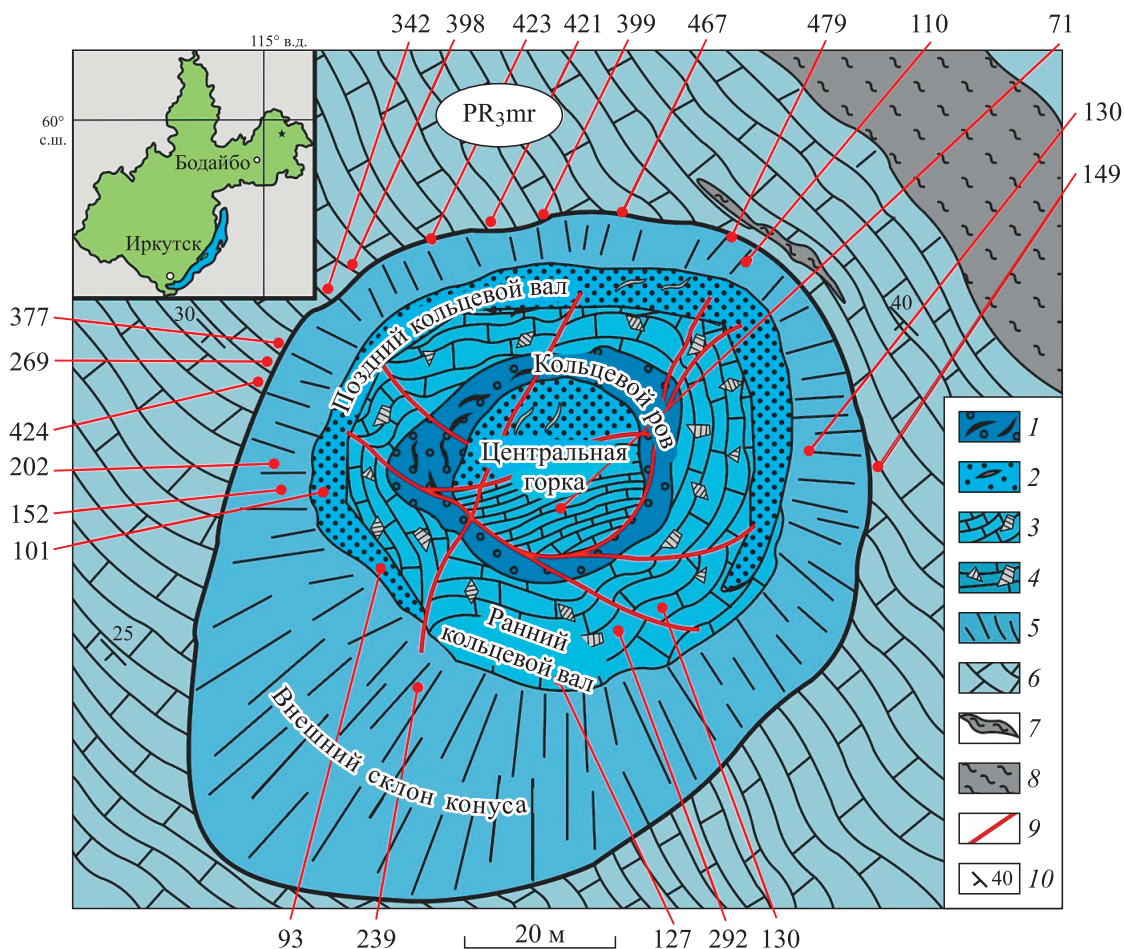 342 398 423 421 399 467 479 110 71
115° в.д.
60°
с.ш.
Бодайбо
Иркутск
PR3mr
130
149
30
40
377
269
424
202
152
101
Поздний кольцевой вал
Кольцевой ров
Центральная
горка
Ранний
кольцевой вал
Внешний склон конуса
25
1
2
3
4
5
6
7
8
9
40 10
93 239 20 м 127 292 130